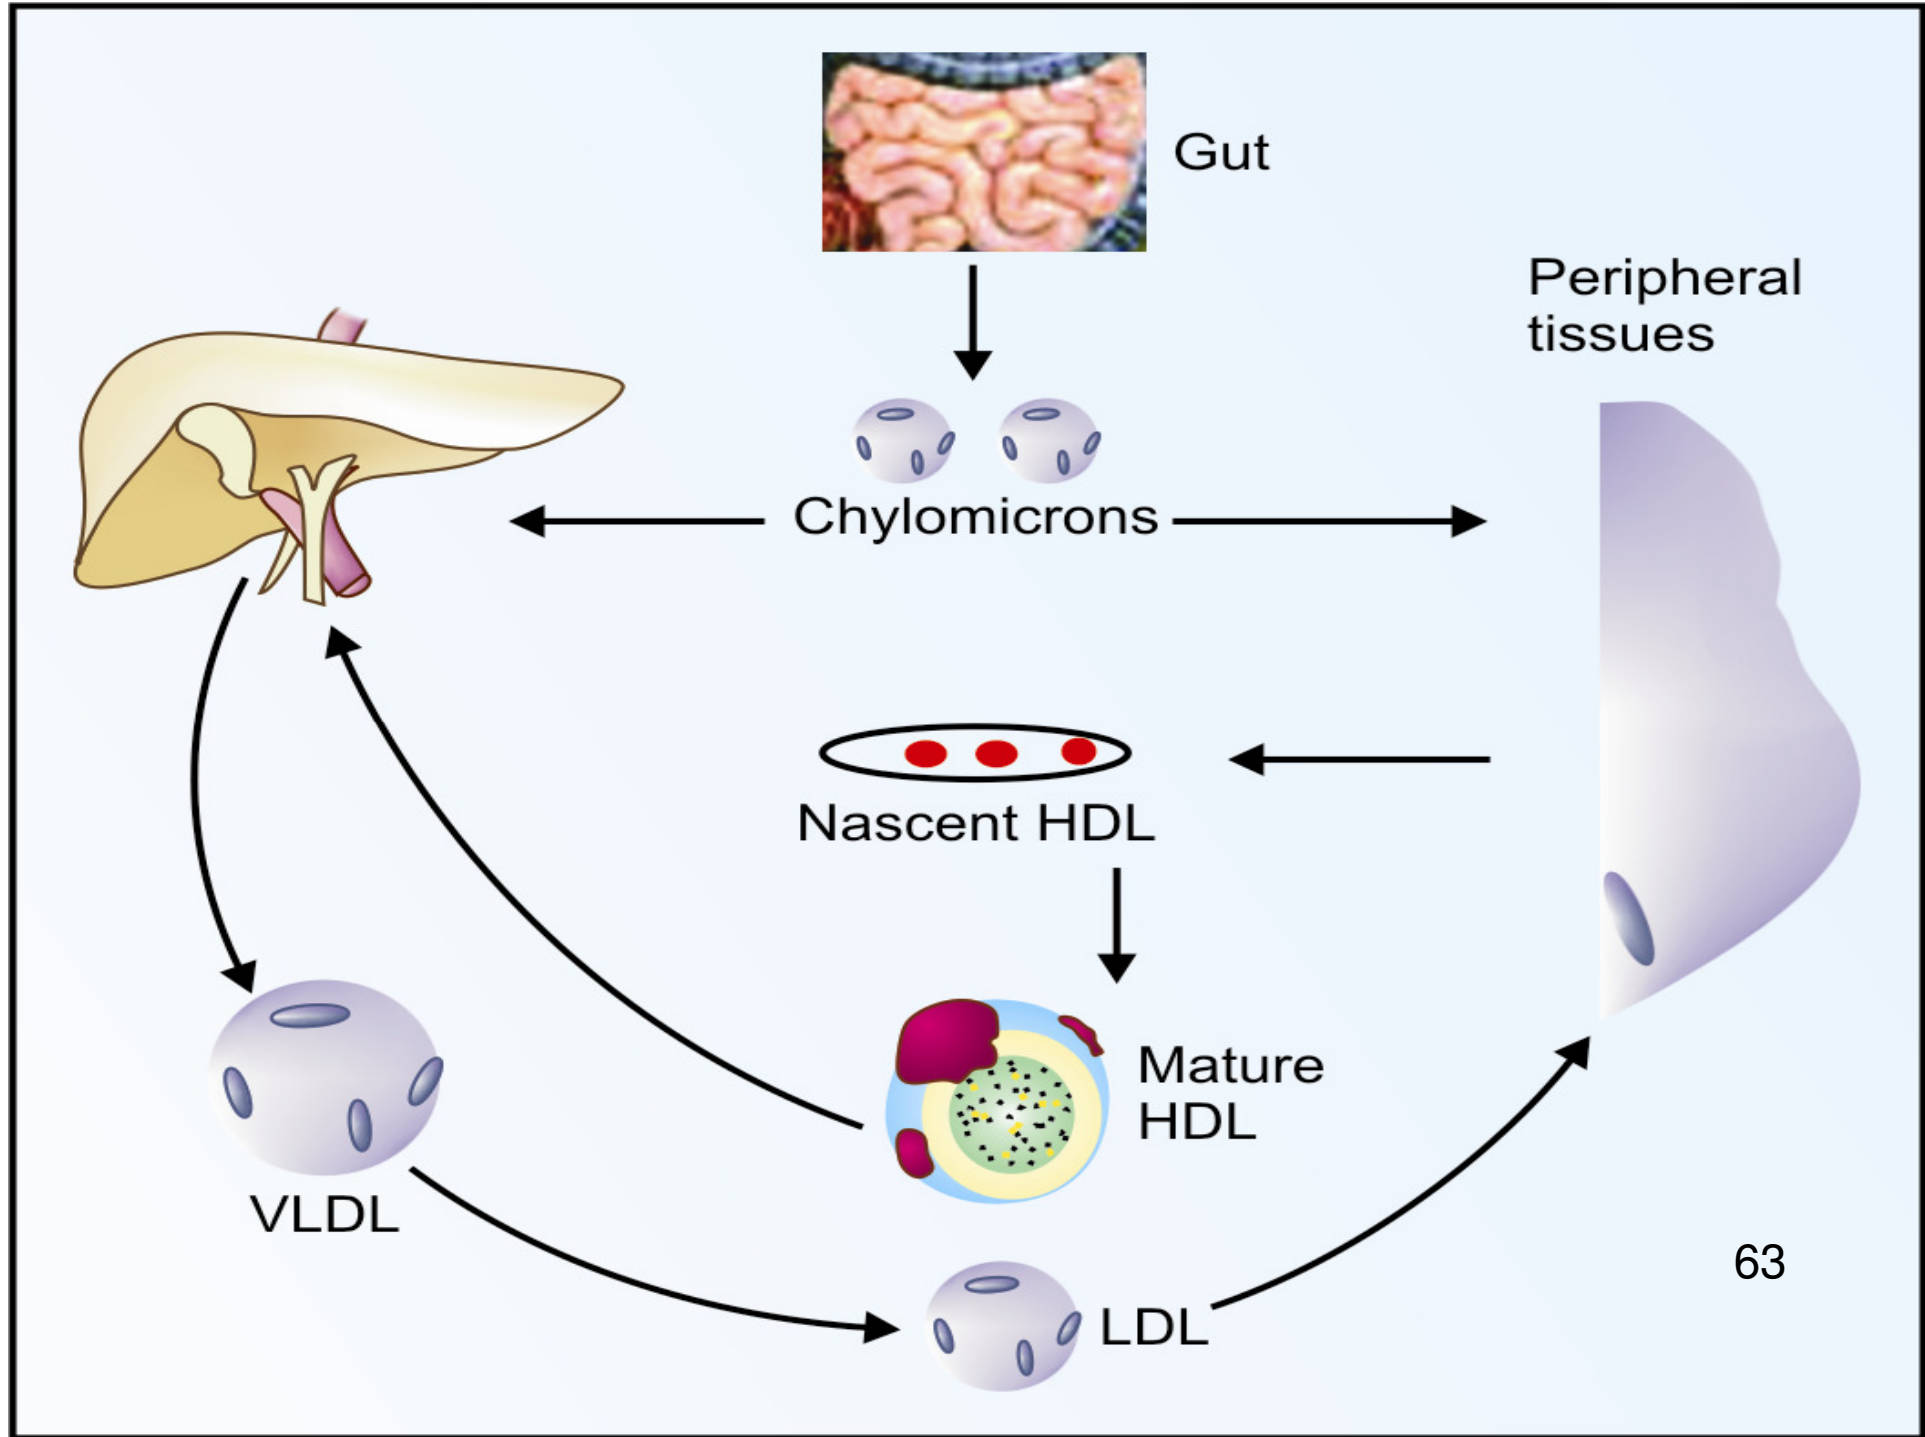 Gut
Peripheral
tissues
Chylomicrons
Nascent HDL
Mature
HDL
VLDL
63
LDL